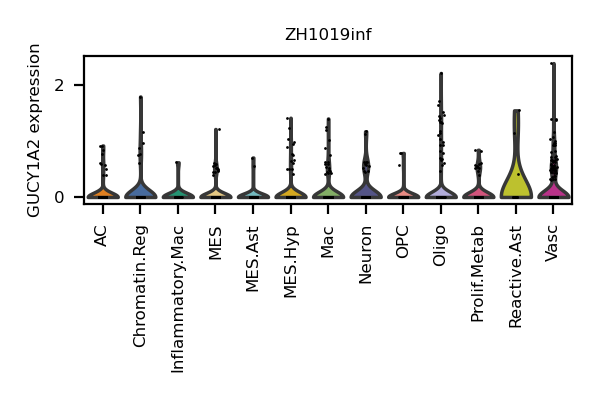 ZH1019inf
GUCY1A2 expression
2
0
AC
Chromatin.Reg
Inflammatory.Mac
MES
MES.Ast
MES.Hyp
Mac
Neuron
OPC
Oligo
Prolif.Metab
Reactive.Ast
Vasc